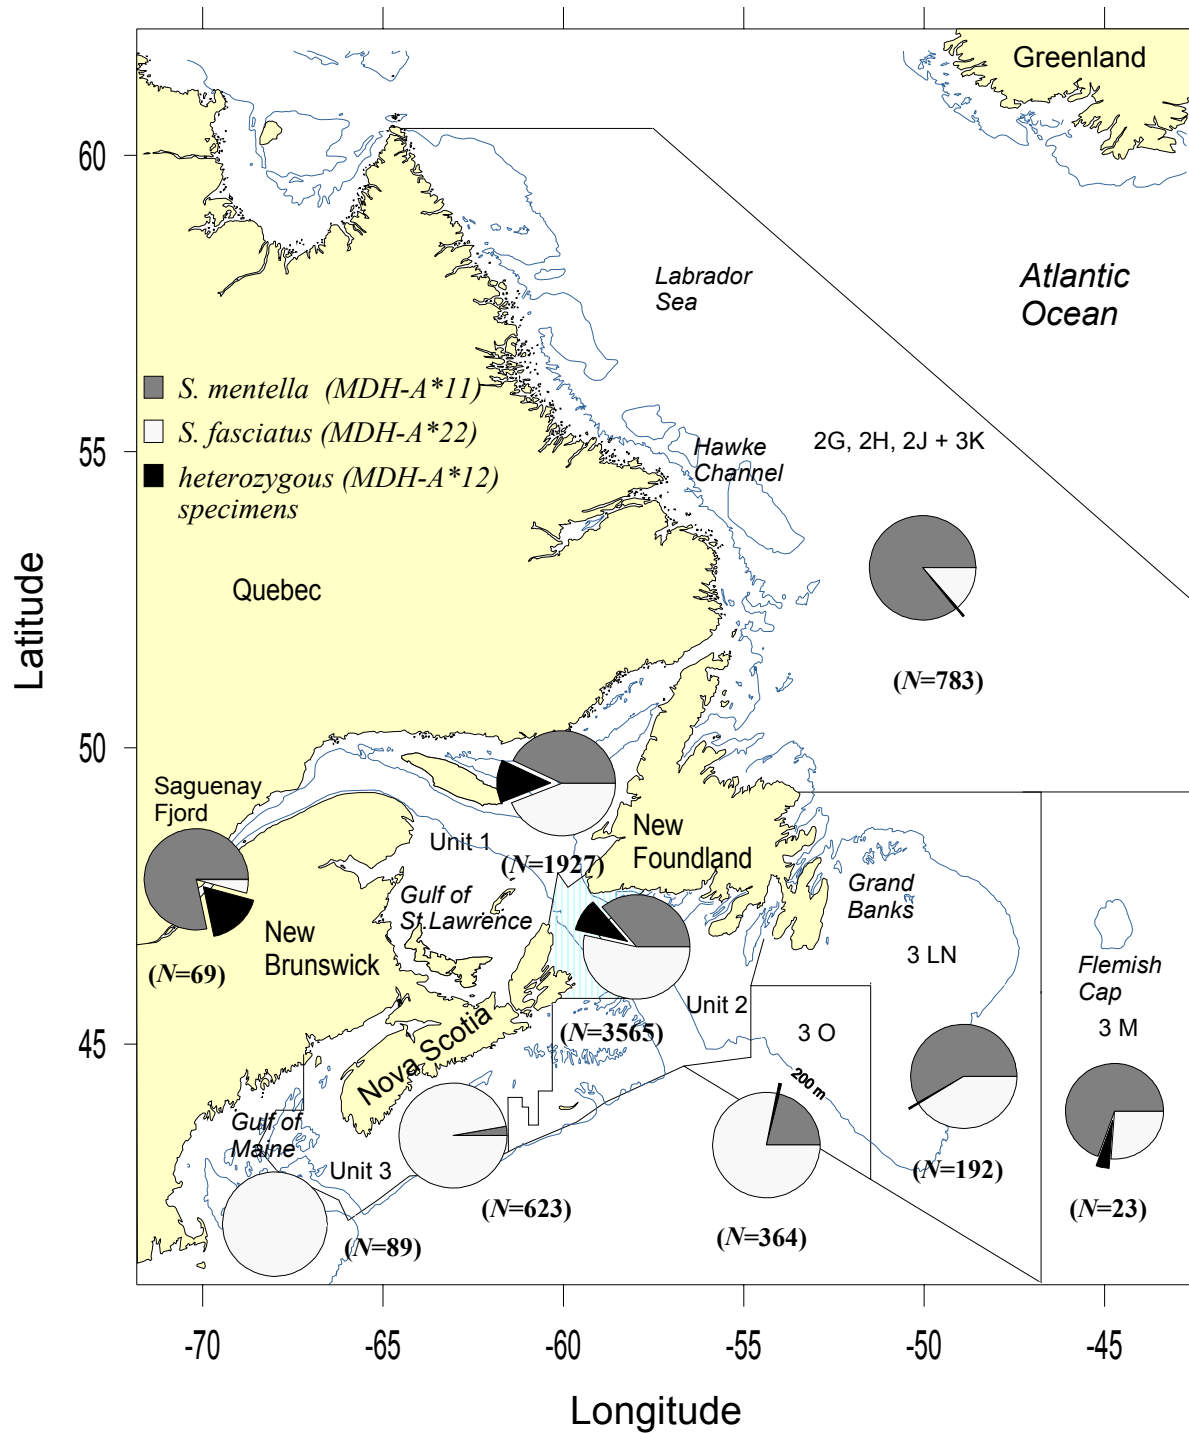 Greenland
60
Labrador
Sea
Atlantic
Ocean
S. mentella (MDH-A*11)
S. fasciatus (MDH-A*22)
heterozygous (MDH-A*12)
specimens
55
Hawke
Channel
2G, 2H, 2J + 3K
Quebec
Latitude
(N=783)
50
Saguenay
Fjord
Unit 1
(N=1927)
New
Foundland
Gulf of
St.Lawrence
Grand
Banks
New
Brunswick
(N=69)
3 LN
Flemish
Cap
3 M
Unit 2
(N=3565)
3 O
45
Nova Scotia
200 m
Gulf of
Maine
Unit 3
(N=192)
(N=23)
(N=623)
(N=364)
(N=89)
-70
-65
-60
-55
-50
-45
Longitude